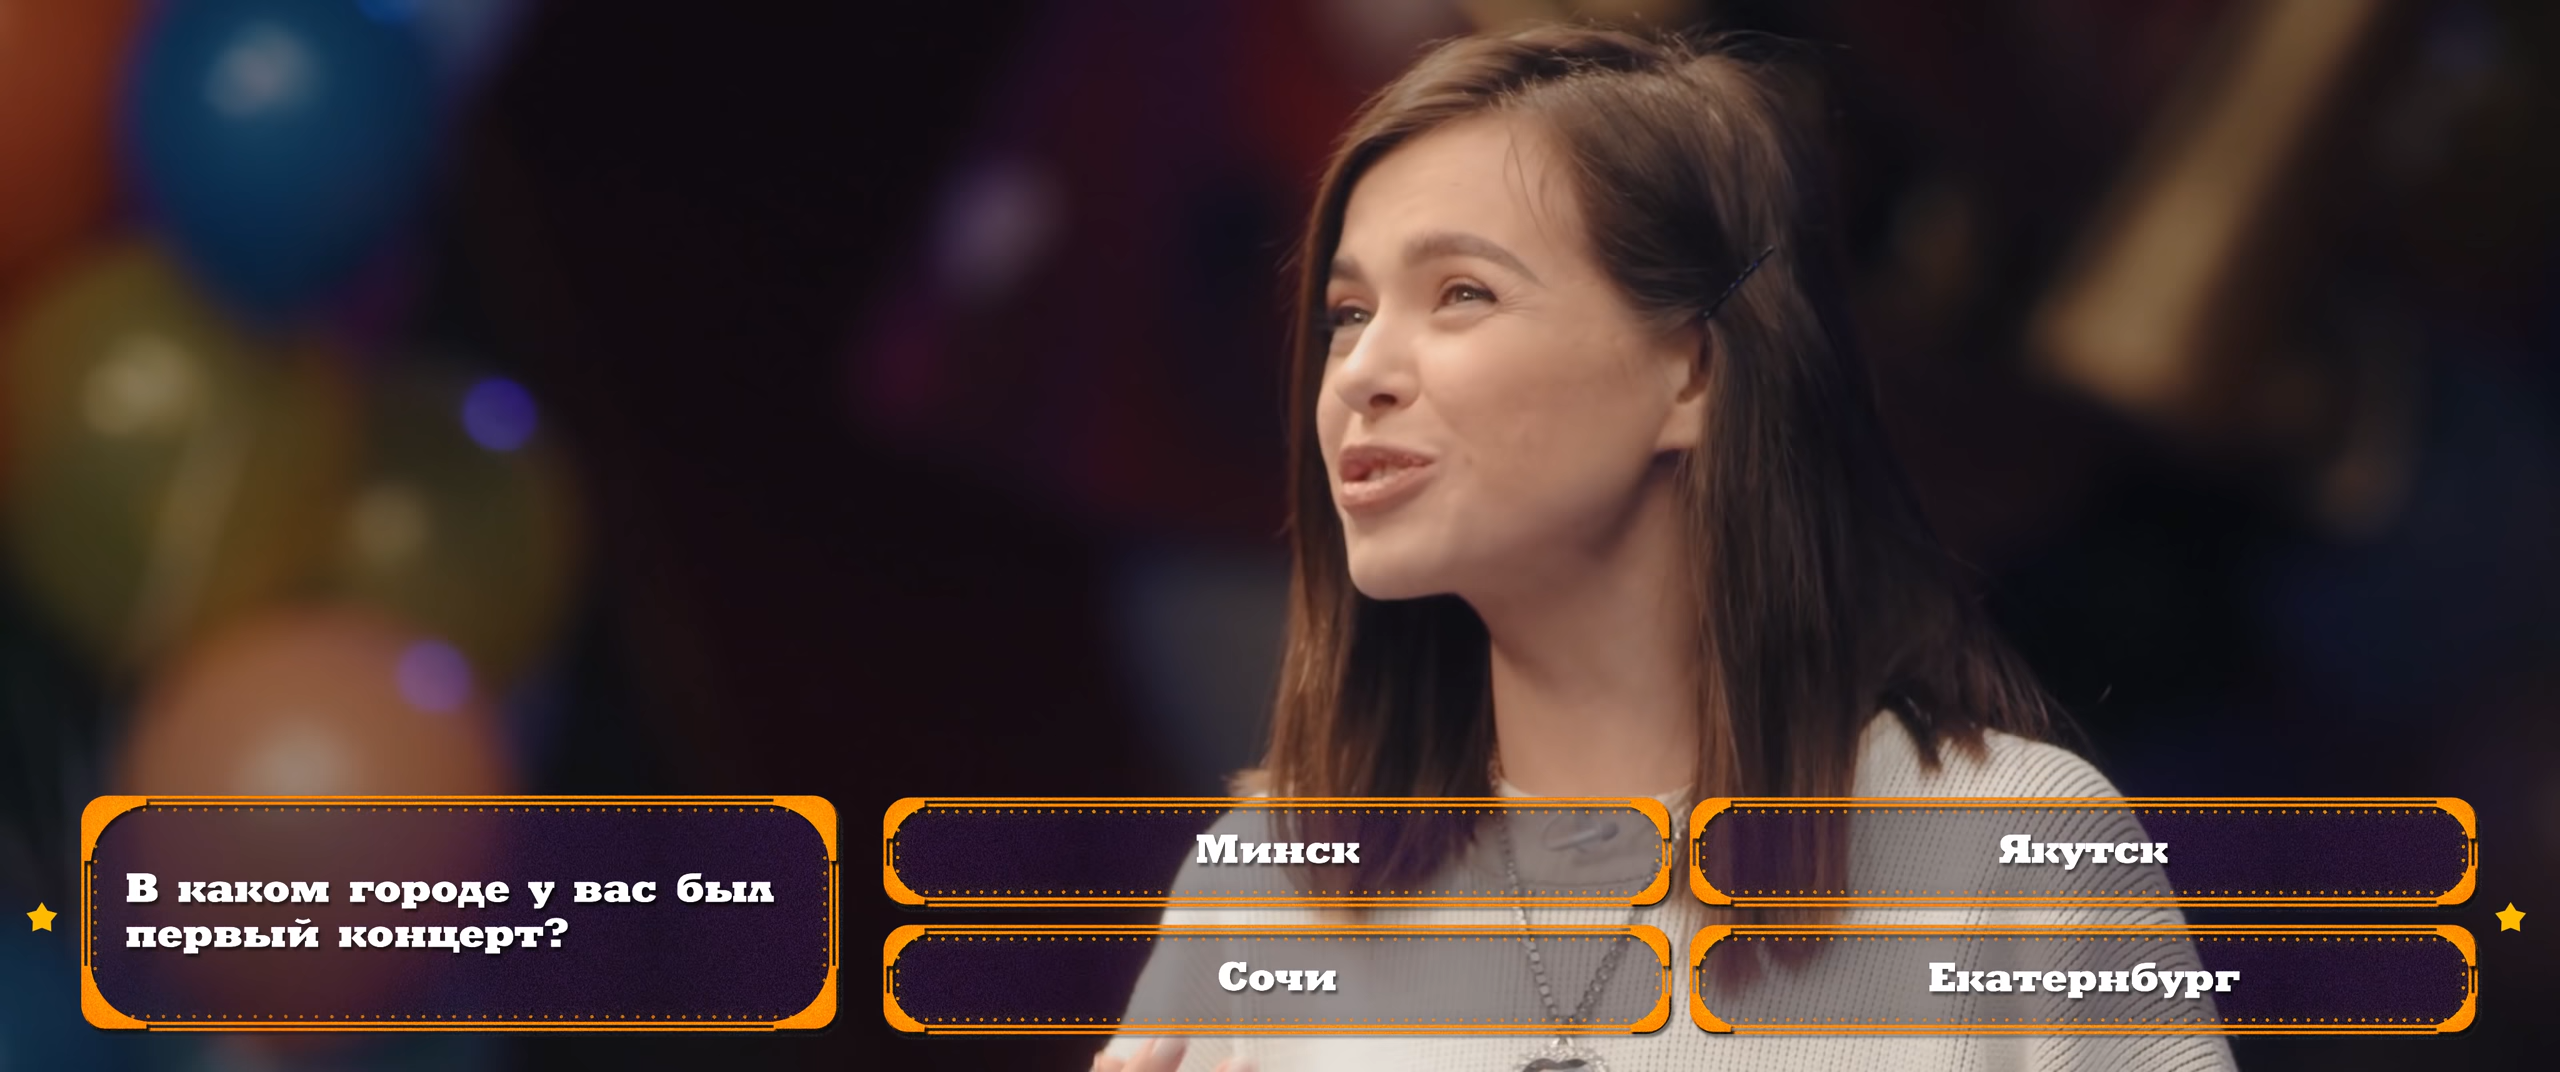 В каком городе у вас был
первый концерт?
Минск
Якутск
Сочи
Екатернбург